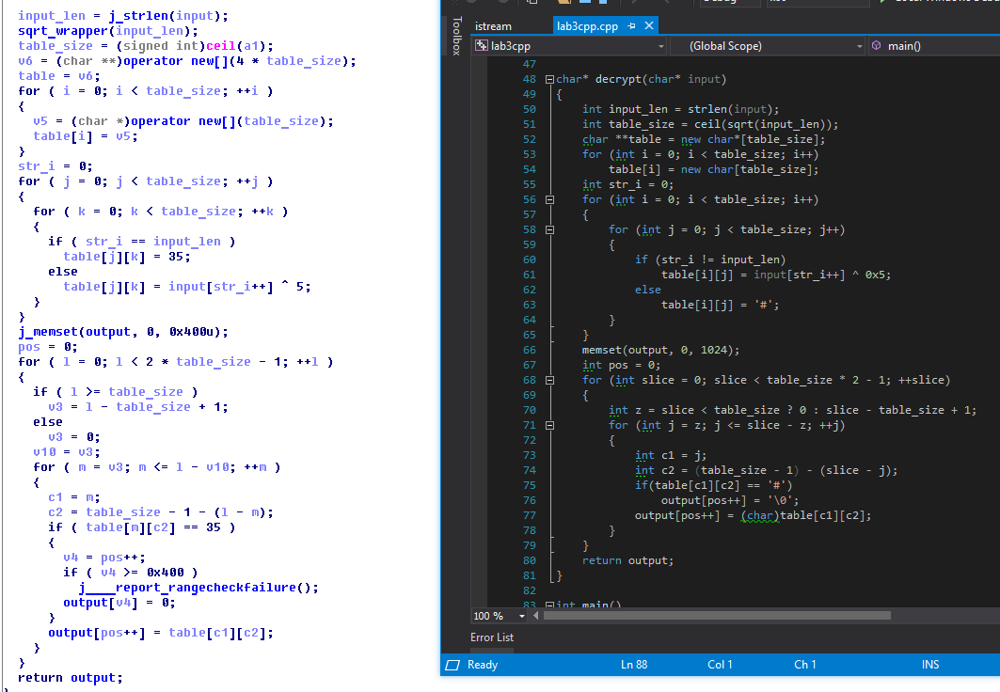 input_len = j_strlen(input);
sqrt_wrapper(input_len);
table_size = (signed int)ceil(a1);
v6 = (char **)operator new[](4 * table_size);
table = v6;
for ( i = 0; i < table_size; ++i )
{
v5 = (char *)operator new[](table_size);
table[i] = v5;
}
str_i = 0;
for ( j = 0; j < table_size; ++j )
{
for ( k = 0; k < table_size; ++k )
{
if ( str_i == input_len )
table[j][k] = 35;
else
table[j][k] = input[str_i++] ^ 5;
}
}
j_memset(output, 0, 0x400u);
pos = 0;
for ( l = 0; l < 2 * table_size - 1; ++l )
{
if ( l >= table_size )
v3 = l - table_size + 1;
else
v3 = 0;
v10 = v3;
for ( m = v3; m <= l - v10; ++m )
{
c1 = m;
c2 = table_size - 1 - (l - m);
if ( table[m][c2] == 35 )
{
v4 = pos++;
if ( v4 >= 0x400 )
j____report_rangecheckfailure();
output[v4] = 0;
}
output[pos++] = table[c1][c2];
}
}
return output;
Toolbox
istream
lab3cpp.cpp
lab3cpp
(Global Scope)
main()
47
48 char* decrypt(char* input)
49 {
50 int input_len = strlen(input);
51 int table_size = ceil(sqrt(input_len));
52 char **table = new char*[table_size];
53 for (int i = 0; i < table_size; i++)
54 table[i] = new char[table_size];
55 int str_i = 0;
56 for (int i = 0; i < table_size; i++)
57 {
58 for (int j = 0; j < table_size; j++)
59 {
60 if (str_i != input_len)
61 table[i][j] = input[str_i++] ^ 0x5;
62 else
63 table[i][j] = '#';
64 }
65 }
66 memset(output, 0, 1024);
67 int pos = 0;
68 for (int slice = 0; slice < table_size * 2 - 1; ++slice)
69 {
70 int z = slice < table_size ? 0 : slice - table_size + 1;
71 for (int j = z; j <= slice - z; ++j)
72 {
73 int c1 = j;
74 int c2 = (table_size - 1) - (slice - j);
75 if(table[c1][c2] == '#')
76 output[pos++] = '\0';
77 output[pos++] = (char)table[c1][c2];
78 }
79 }
80 return output;
81 }
82
83 int main()
100 %
Error List
Ready Ln 88 Col 1 Ch 1 INS